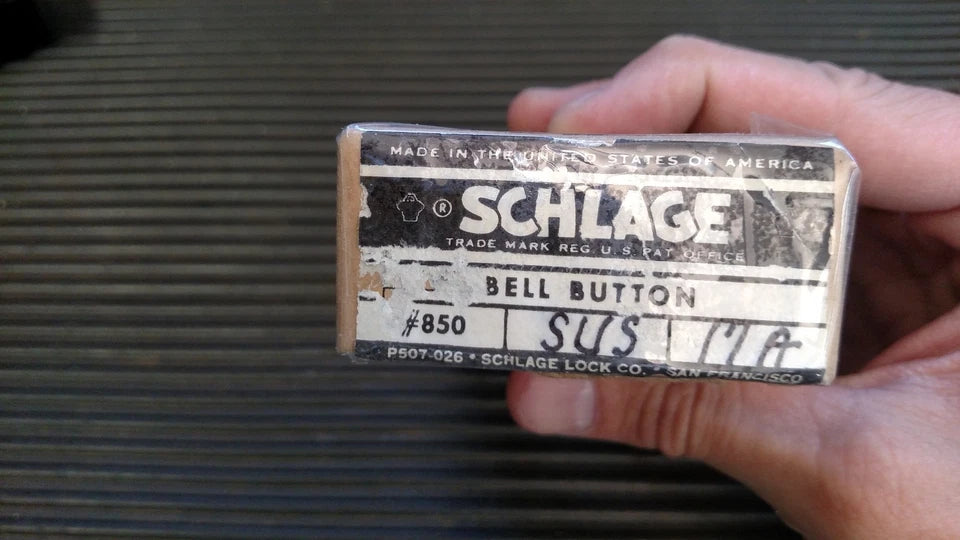 MADE IN THE UNITED STATES OF AMERICA
® SCHLAGE
TRADE MARK REG. U.S. PAT. OFFICE
BELL BUTTON
#850 SUS MA
P507-026 • SCHLAGE LOCK CO. • SAN FRANCISCO